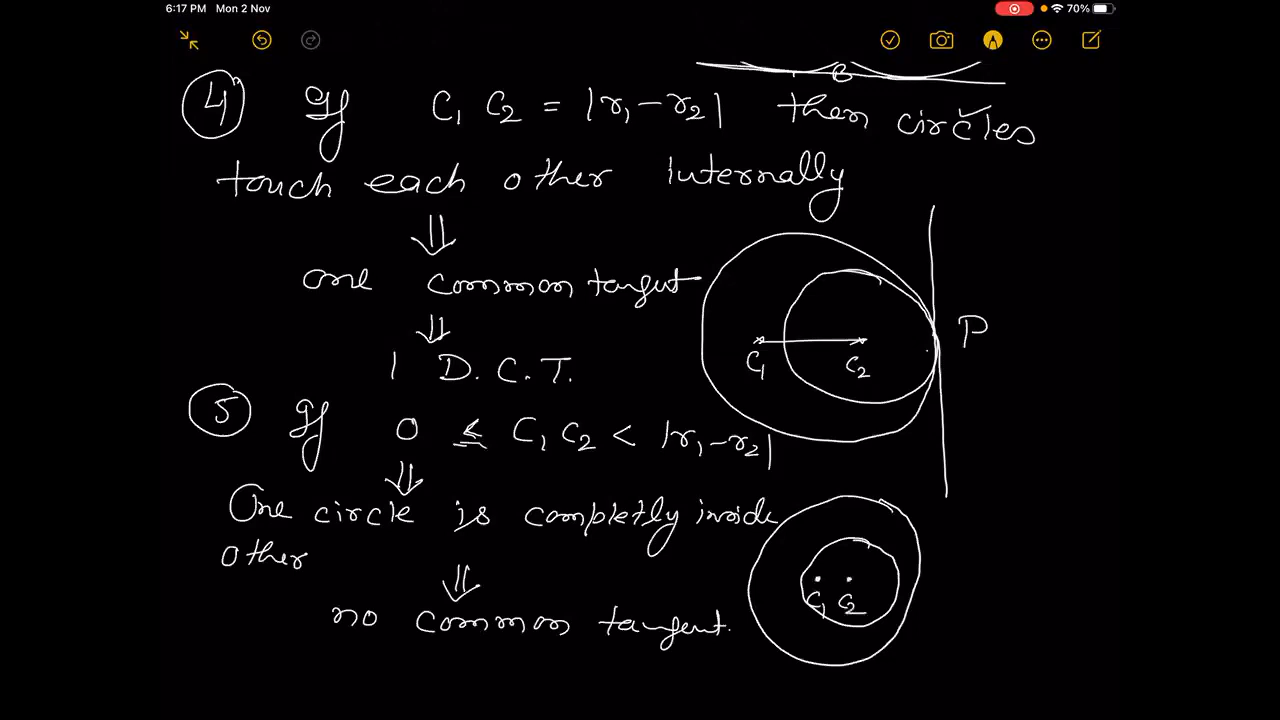 6:17 PM Mon 2 Nov
70%
B
4 If C₁ C₂ = |r₁ - r₂| then circles
touch each other internally
⇓
one common tangent
⇓
P
C₁ C₂
1 D. C. T.
5 If 0 ≤ C₁ C₂ < |r₁ - r₂|
⇓
One circle is completly inside
other
⇓
C₁ C₂
no common tangent.